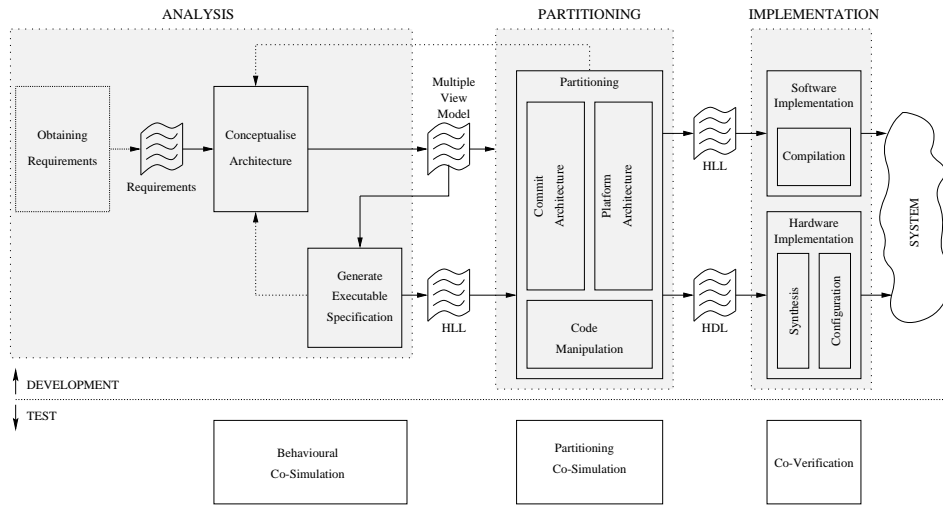 ANALYSIS
PARTITIONING
IMPLEMENTATION
Obtaining
Requirements
Requirements
Conceptualise
Architecture
Multiple
View
Model
Generate
Executable
Specification
HLL
Partitioning
Commit
Architecture
Platform
Architecture
Code
Manipulation
HLL
HDL
Software
Implementation
Compilation
Hardware
Implementation
Synthesis
Configuration
SYSTEM
DEVELOPMENT
TEST
Behavioural
Co-Simulation
Partitioning
Co-Simulation
Co-Verification